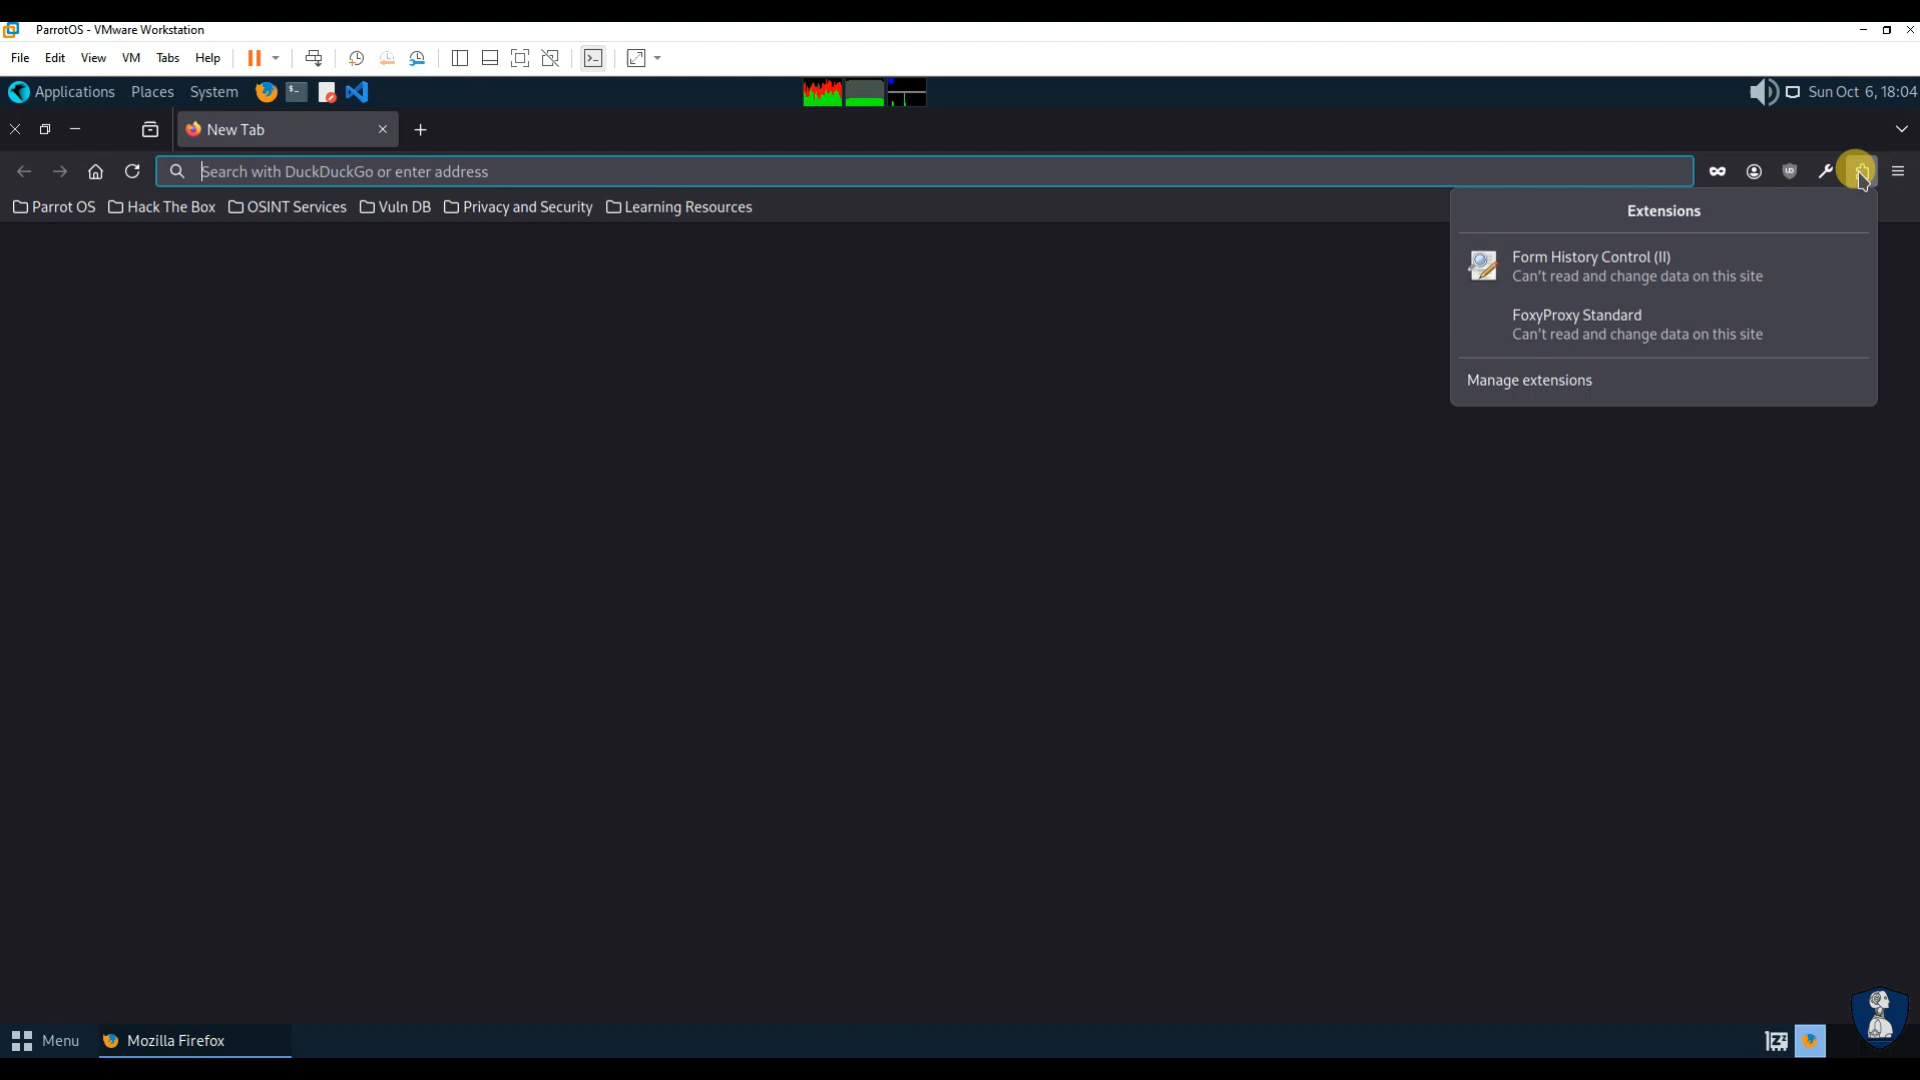 ParrotOS - VMware Workstation
File Edit View VM Tabs Help
Applications Places System
Sun Oct 6, 18:04
New Tab
Search with DuckDuckGo or enter address
Parrot OS Hack The Box OSINT Services Vuln DB Privacy and Security Learning Resources
Extensions
Form History Control (II)
Can't read and change data on this site
FoxyProxy Standard
Can't read and change data on this site
Manage extensions
Menu Mozilla Firefox